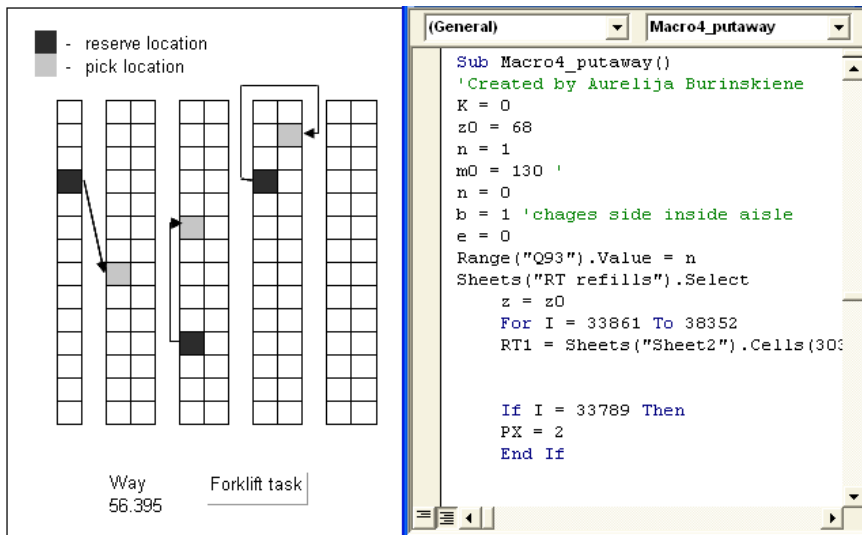 - reserve location
- pick location
Way
56.395
Forklift task
(General)
Macro4_putaway
Sub Macro4_putaway()
'Created by Aurelija Burinskiene
K = 0
z0 = 68
n = 1
m0 = 130 '
n = 0
b = 1 'chages side inside aisle
e = 0
Range("Q93").Value = n
Sheets("RT refills").Select
z = z0
For I = 33861 To 38352
RT1 = Sheets("Sheet2").Cells(303
If I = 33789 Then
PX = 2
End If